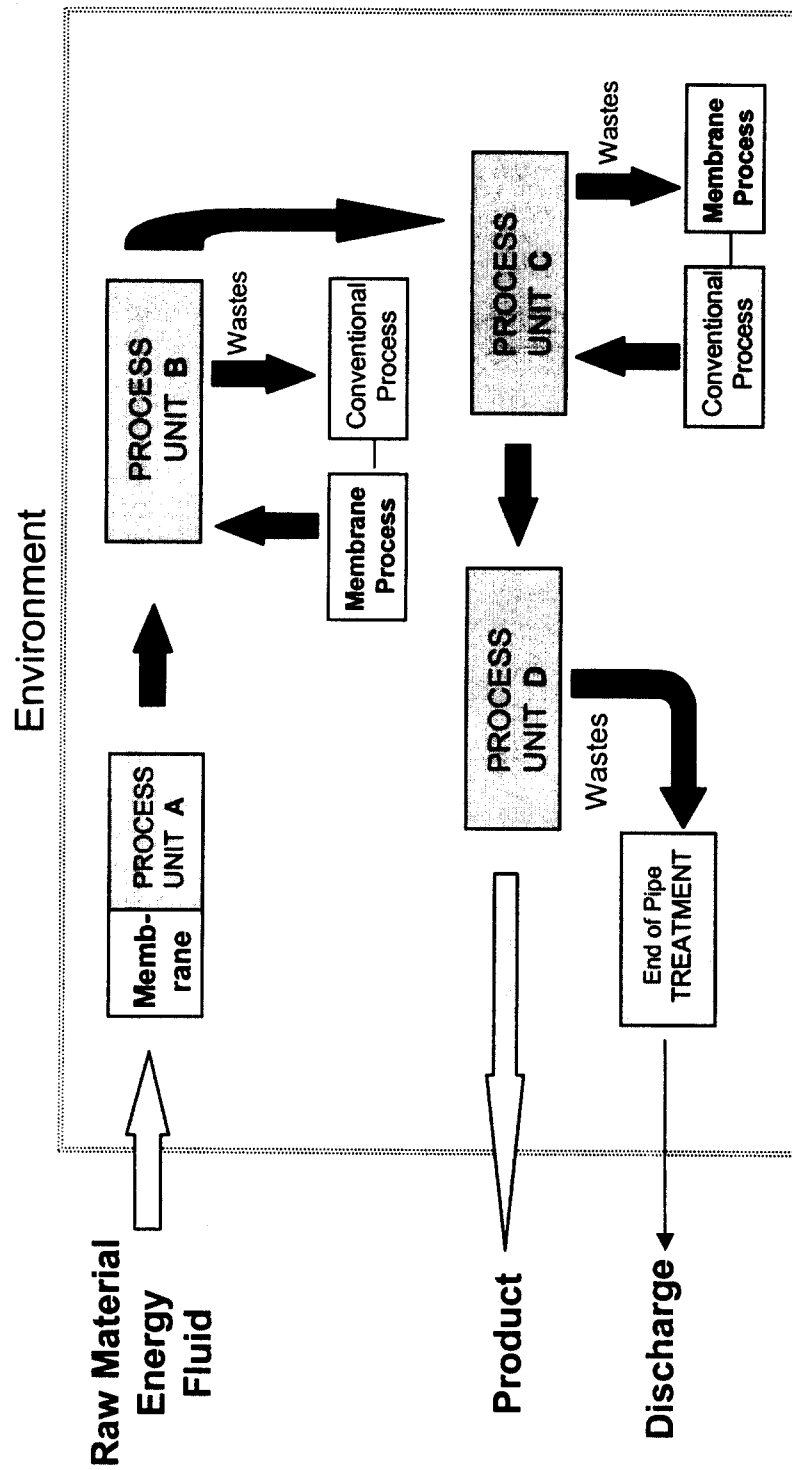 Environment
Raw Material
Energy
Fluid
Memb-
rane
PROCESS
UNIT A
PROCESS
UNIT B
Wastes
Membrane
Process
Conventional
Process
Product
PROCESS
UNIT D
PROCESS
UNIT C
Wastes
Wastes
Discharge
End of Pipe
TREATMENT
Conventional
Process
Membrane
Process